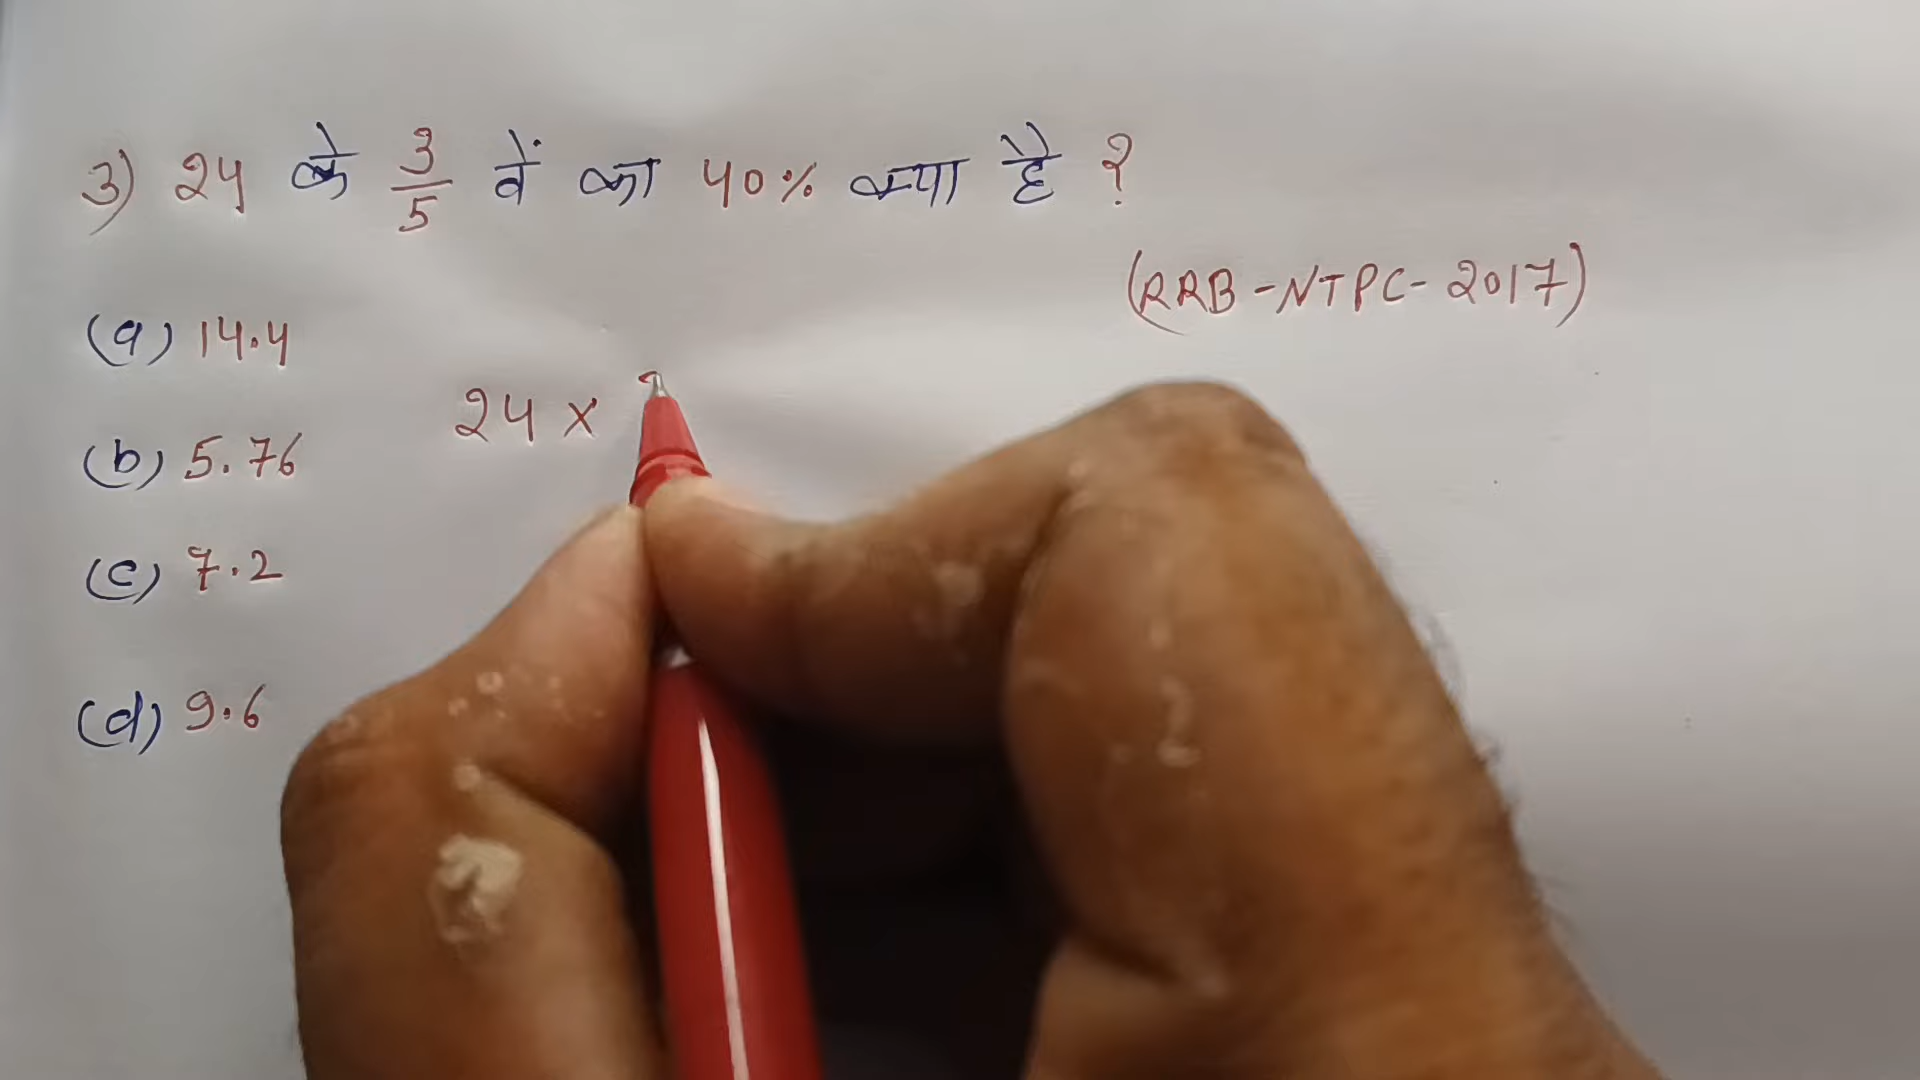 3) 24 के 3/5 वें का 40% क्या है ?
(RRB-NTPC-2017)
(a) 14.4
24 ×
(b) 5.76
(c) 7.2
(d) 9.6